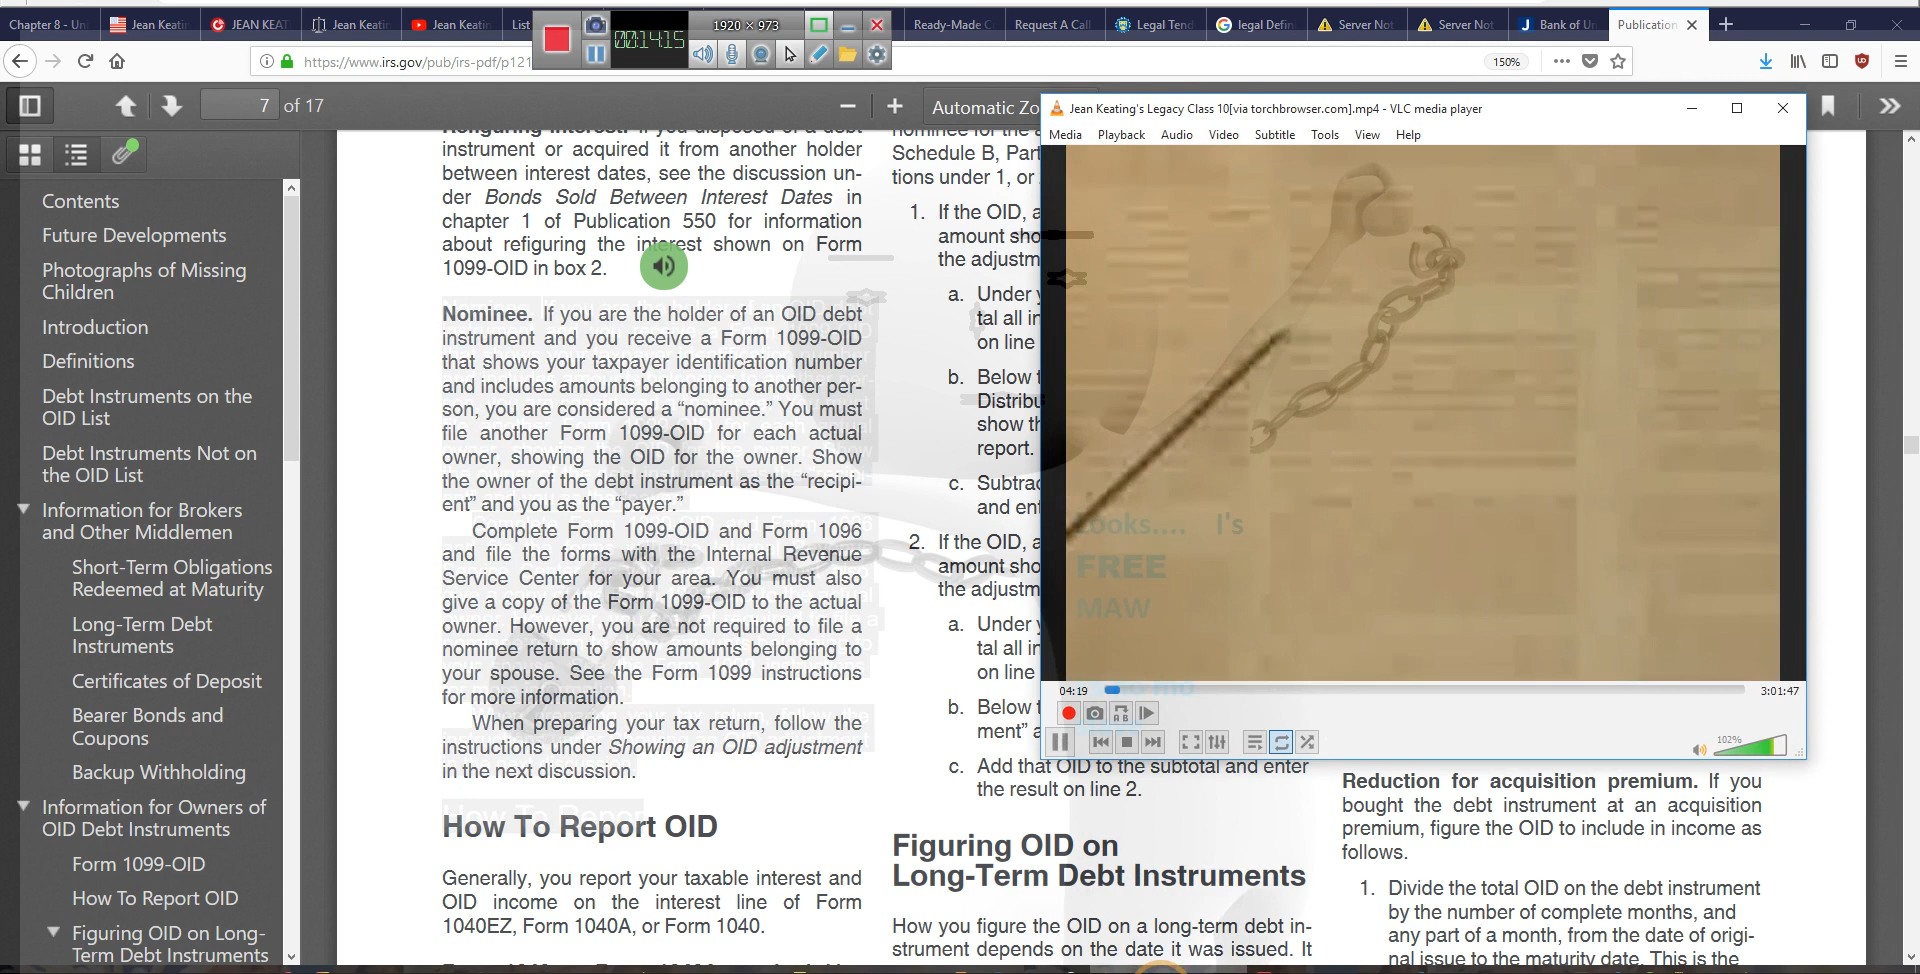 Chapter 8 - Uni
Jean Keatin
JEAN KEAT
Jean Keatin
Jean Keatin
List
1920 × 973
00:14:15
Ready-Made C
Request A Call
Legal Tend
legal Defin
Server Not
Server Not
Bank of Un
Publication
https://www.irs.gov/pub/irs-pdf/p121
150%
7 of 17
Automatic Zo
Contents
Future Developments
Photographs of Missing
Children
Introduction
Definitions
Debt Instruments on the
OID List
Debt Instruments Not on
the OID List
Information for Brokers
and Other Middlemen
Short-Term Obligations
Redeemed at Maturity
Long-Term Debt
Instruments
Certificates of Deposit
Bearer Bonds and
Coupons
Backup Withholding
Information for Owners of
OID Debt Instruments
Form 1099-OID
How To Report OID
Figuring OID on Long-
Term Debt Instruments
Refiguring interest. If you disposed of a debt
instrument or acquired it from another holder
between interest dates, see the discussion un-
der Bonds Sold Between Interest Dates in
chapter 1 of Publication 550 for information
about refiguring the interest shown on Form
1099-OID in box 2.
Nominee. If you are the holder of an OID debt
instrument and you receive a Form 1099-OID
that shows your taxpayer identification number
and includes amounts belonging to another per-
son, you are considered a “nominee.” You must
file another Form 1099-OID for each actual
owner, showing the OID for the owner. Show
the owner of the debt instrument as the “recipi-
ent” and you as the “payer.”
Complete Form 1099-OID and Form 1096
and file the forms with the Internal Revenue
Service Center for your area. You must also
give a copy of the Form 1099-OID to the actual
owner. However, you are not required to file a
nominee return to show amounts belonging to
your spouse. See the Form 1099 instructions
for more information.
When preparing your tax return, follow the
instructions under Showing an OID adjustment
in the next discussion.
How To Report OID
Generally, you report your taxable interest and
OID income on the interest line of Form
1040EZ, Form 1040A, or Form 1040.
nominee for the a
Schedule B, Part
tions under 1, or
1. If the OID, a
amount sho
the adjustm
a. Under y
tal all in
on line
b. Below t
Distribu
show th
report.
c. Subtrac
and ent
2. If the OID, a
amount sho
the adjustm
a. Under y
tal all in
on line
b. Below t
ment” a
c. Add that OID to the subtotal and enter
the result on line 2.
Figuring OID on
Long-Term Debt Instruments
How you figure the OID on a long-term debt in-
strument depends on the date it was issued. It
Jean Keating's Legacy Class 10[via torchbrowser.com].mp4 - VLC media player
Media Playback Audio Video Subtitle Tools View Help
Looks.... I's
FREE
MAW
04:19
3:01:47
102%
Reduction for acquisition premium. If you
bought the debt instrument at an acquisition
premium, figure the OID to include in income as
follows.
1. Divide the total OID on the debt instrument
by the number of complete months, and
any part of a month, from the date of origi-
nal issue to the maturity date. This is the